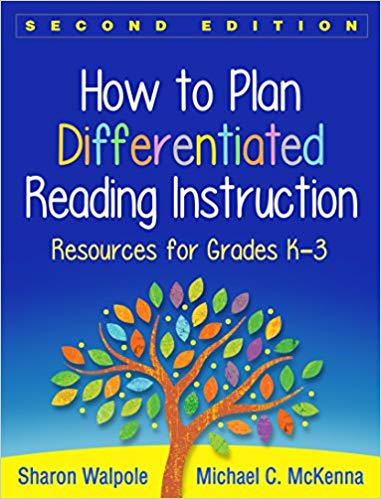 SECOND EDITION
How to Plan
Differentiated
Reading Instruction
Resources for Grades K–3
Sharon Walpole Michael C. McKenna